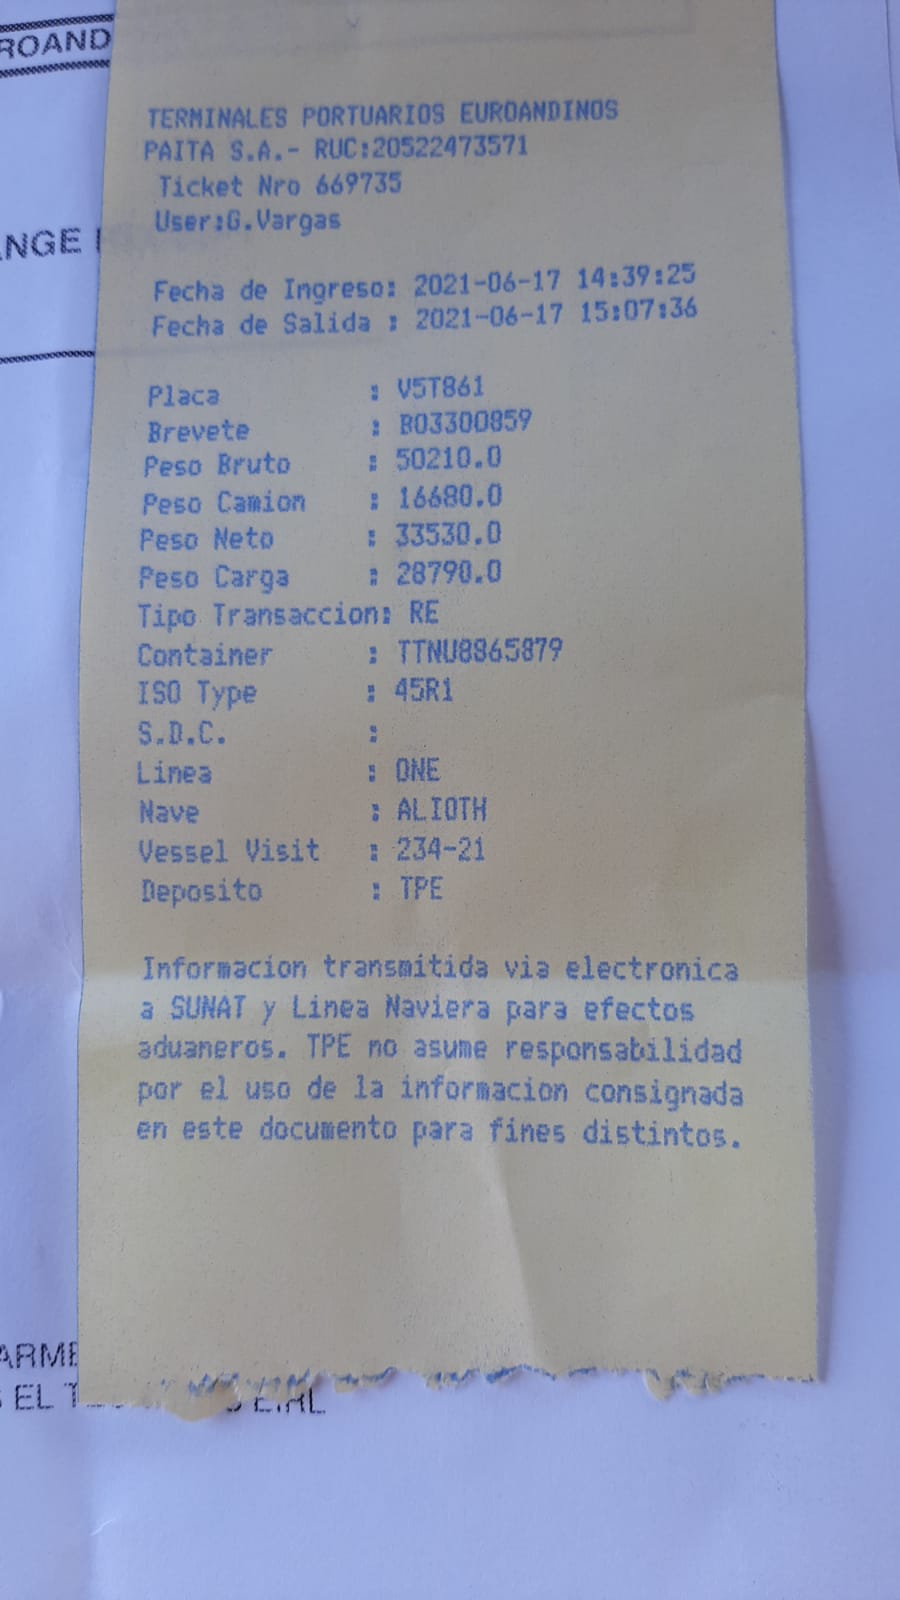 ROAND
TERMINALES PORTUARIOS EUROANDINOS
PAITA S.A.- RUC:20522473571
Ticket Nro 669735
User:G.Vargas
NGE
Fecha de Ingreso: 2021-06-17 14:39:25
Fecha de Salida : 2021-06-17 15:07:36
Placa : V5T861
Brevete : B03300859
Peso Bruto : 50210.0
Peso Camion : 16680.0
Peso Neto : 33530.0
Peso Carga : 28790.0
Tipo Transaccion: RE
Container : TTNU8865879
ISO Type : 45R1
S.D.C. :
Linea : ONE
Nave : ALIOTH
Vessel Visit : 234-21
Deposito : TPE
Informacion transmitida via electronica
a SUNAT y Linea Naviera para efectos
aduaneros. TPE no asume responsabilidad
por el uso de la informacion consignada
en este documento para fines distintos.
ARME
EL